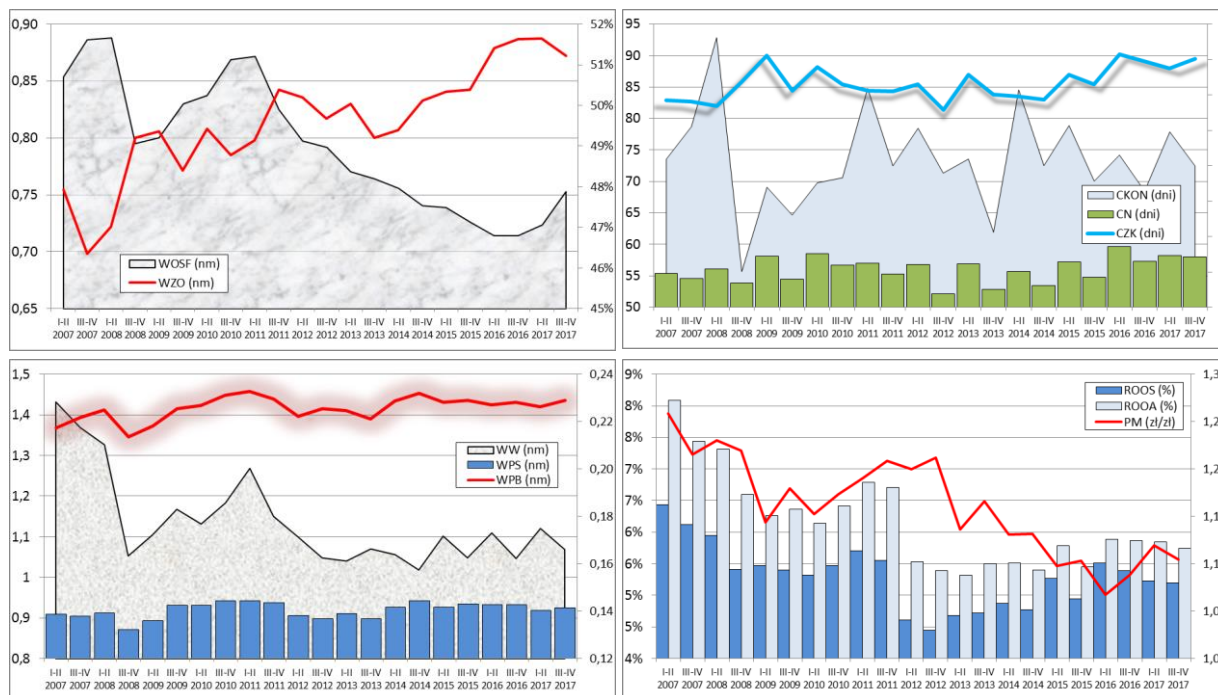 0,90
0,85
0,80
0,75
0,70
0,65
WOSF (nm)
WZO (nm)
52%
51%
50%
49%
48%
47%
46%
45%
I-II III-IV I-II III-IV I-II III-IV I-II III-IV I-II III-IV I-II III-IV I-II III-IV I-II III-IV I-II III-IV I-II III-IV I-II III-IV
2007 2007 2008 2008 2009 2009 2010 2010 2011 2011 2012 2012 2013 2013 2014 2014 2015 2015 2016 2016 2017 2017
95
90
85
80
75
70
65
60
55
50
CKON (dni)
CN (dni)
CZK (dni)
I-II III-IV I-II III-IV I-II III-IV I-II III-IV I-II III-IV I-II III-IV I-II III-IV I-II III-IV I-II III-IV I-II III-IV I-II III-IV
2007 2007 2008 2008 2009 2009 2010 2010 2011 2011 2012 2012 2013 2013 2014 2014 2015 2015 2016 2016 2017 2017
1,5
1,4
1,3
1,2
1,1
1
0,9
0,8
WW (nm)
WPS (nm)
WPB (nm)
0,24
0,22
0,20
0,18
0,16
0,14
0,12
I-II III-IV I-II III-IV I-II III-IV I-II III-IV I-II III-IV I-II III-IV I-II III-IV I-II III-IV I-II III-IV I-II III-IV I-II III-IV
2007 2007 2008 2008 2009 2009 2010 2010 2011 2011 2012 2012 2013 2013 2014 2014 2015 2015 2016 2016 2017 2017
9%
8%
8%
7%
7%
6%
6%
5%
5%
4%
ROOS (%)
ROOA (%)
PM (zł/zł)
1,3
1,2
1,2
1,1
1,1
1,0
1,0
I-II III-IV I-II III-IV I-II III-IV I-II III-IV I-II III-IV I-II III-IV I-II III-IV I-II III-IV I-II III-IV I-II III-IV I-II III-IV
2007 2007 2008 2008 2009 2009 2010 2010 2011 2011 2012 2012 2013 2013 2014 2014 2015 2015 2016 2016 2017 2017